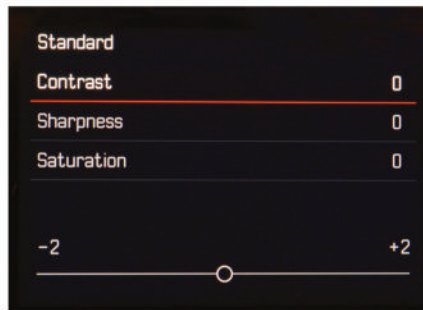 Standard
Contrast 0
Sharpness 0
Saturation 0
-2 +2